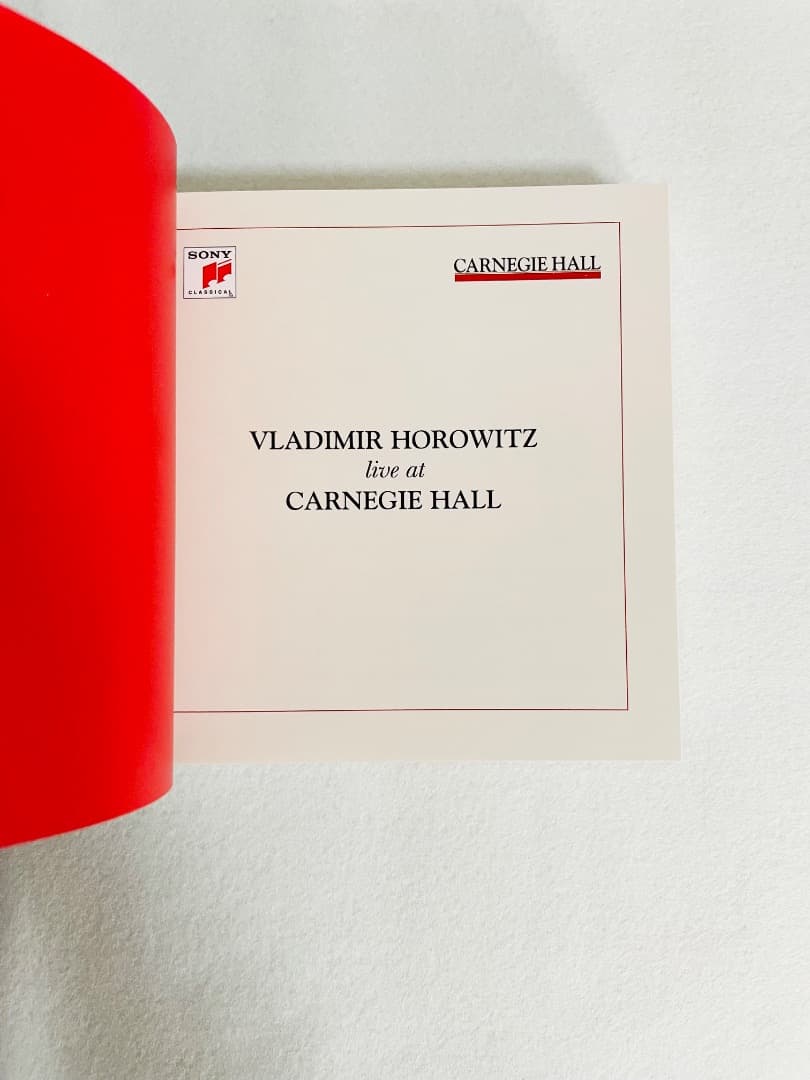 SONY
CLASSICAL
CARNEGIE HALL
VLADIMIR HOROWITZ
live at
CARNEGIE HALL